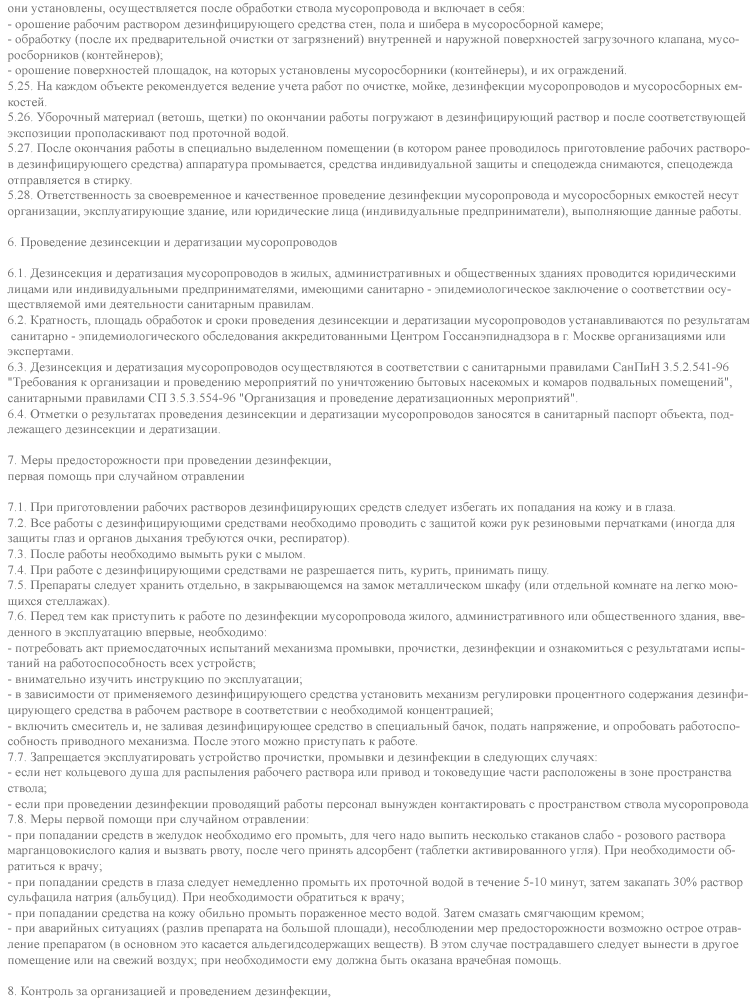 они установлены, осуществляется после обработки ствола мусоропровода и включает в себя:
- орошение рабочим раствором дезинфицирующего средства стен, пола и шибера в мусоросборной камере;
- обработку (после их предварительной очистки от загрязнений) внутренней и наружной поверхностей загрузочного клапана, мусо-
росборников (контейнеров);
- орошение поверхностей площадок, на которых установлены мусоросборники (контейнеры), и их ограждений.
5.25. На каждом объекте рекомендуется ведение учета работ по очистке, мойке, дезинфекции мусоропроводов и мусоросборных ем-
костей.
5.26. Уборочный материал (ветошь, щетки) по окончании работы погружают в дезинфицирующий раствор и после соответствующей
экспозиции прополаскивают под проточной водой.
5.27. После окончания работы в специально выделенном помещении (в котором ранее проводилось приготовление рабочих растворо-
в дезинфицирующего средства) аппаратура промывается, средства индивидуальной защиты и спецодежда снимаются, спецодежда
отправляется в стирку.
5.28. Ответственность за своевременное и качественное проведение дезинфекции мусоропровода и мусоросборных емкостей несут
организации, эксплуатирующие здание, или юридические лица (индивидуальные предприниматели), выполняющие данные работы.
6. Проведение дезинсекции и дератизации мусоропроводов
6.1. Дезинсекция и дератизация мусоропроводов в жилых, административных и общественных зданиях проводится юридическими
лицами или индивидуальными предпринимателями, имеющими санитарно - эпидемиологическое заключение о соответствии осу-
ществляемой ими деятельности санитарным правилам.
6.2. Кратность, площадь обработок и сроки проведения дезинсекции и дератизации мусоропроводов устанавливаются по результатам
санитарно - эпидемиологического обследования аккредитованными Центром Госсанэпиднадзора в г. Москве организациями или
экспертами.
6.3. Дезинсекция и дератизация мусоропроводов осуществляются в соответствии с санитарными правилами СанПиН 3.5.2.541-96
"Требования к организации и проведению мероприятий по уничтожению бытовых насекомых и комаров подвальных помещений",
санитарными правилами СП 3.5.3.554-96 "Организация и проведение дератизационных мероприятий".
6.4. Отметки о результатах проведения дезинсекции и дератизации мусоропроводов заносятся в санитарный паспорт объекта, под-
лежащего дезинсекции и дератизации.
7. Меры предосторожности при проведении дезинфекции,
первая помощь при случайном отравлении
7.1. При приготовлении рабочих растворов дезинфицирующих средств следует избегать их попадания на кожу и в глаза.
7.2. Все работы с дезинфицирующими средствами необходимо проводить с защитой кожи рук резиновыми перчатками (иногда для
защиты глаз и органов дыхания требуются очки, респиратор).
7.3. После работы необходимо вымыть руки с мылом.
7.4. При работе с дезинфицирующими средствами не разрешается пить, курить, принимать пищу.
7.5. Препараты следует хранить отдельно, в закрывающемся на замок металлическом шкафу (или отдельной комнате на легко мою-
щихся стеллажах).
7.6. Перед тем как приступить к работе по дезинфекции мусоропровода жилого, административного или общественного здания, вве-
денного в эксплуатацию впервые, необходимо:
- потребовать акт приемосдаточных испытаний механизма промывки, прочистки, дезинфекции и ознакомиться с результатами испы-
таний на работоспособность всех устройств;
- внимательно изучить инструкцию по эксплуатации;
- в зависимости от применяемого дезинфицирующего средства установить механизм регулировки процентного содержания дезинфи-
цирующего средства в рабочем растворе в соответствии с необходимой концентрацией;
- включить смеситель и, не заливая дезинфицирующее средство в специальный бачок, подать напряжение, и опробовать работоспо-
собность приводного механизма. После этого можно приступать к работе.
7.7. Запрещается эксплуатировать устройство прочистки, промывки и дезинфекции в следующих случаях:
- если нет кольцевого душа для распыления рабочего раствора или привод и токоведущие части расположены в зоне пространства
ствола;
- если при проведении дезинфекции проводящий работы персонал вынужден контактировать с пространством ствола мусоропровода
7.8. Меры первой помощи при случайном отравлении:
- при попадании средств в желудок необходимо его промыть, для чего надо выпить несколько стаканов слабо - розового раствора
марганцовокислого калия и вызвать рвоту, после чего принять адсорбент (таблетки активированного угля). При необходимости об-
ратиться к врачу;
- при попадании средств в глаза следует немедленно промыть их проточной водой в течение 5-10 минут, затем закапать 30% раствор
сульфацила натрия (альбуцид). При необходимости обратиться к врачу;
- при попадании средства на кожу обильно промыть пораженное место водой. Затем смазать смягчающим кремом;
- при аварийных ситуациях (разлив препарата на большой площади), несоблюдении мер предосторожности возможно острое отрав-
ление препаратом (в основном это касается альдегидсодержащих веществ). В этом случае пострадавшего следует вынести в другое
помещение или на свежий воздух; при необходимости ему должна быть оказана врачебная помощь.
8. Контроль за организацией и проведением дезинфекции,